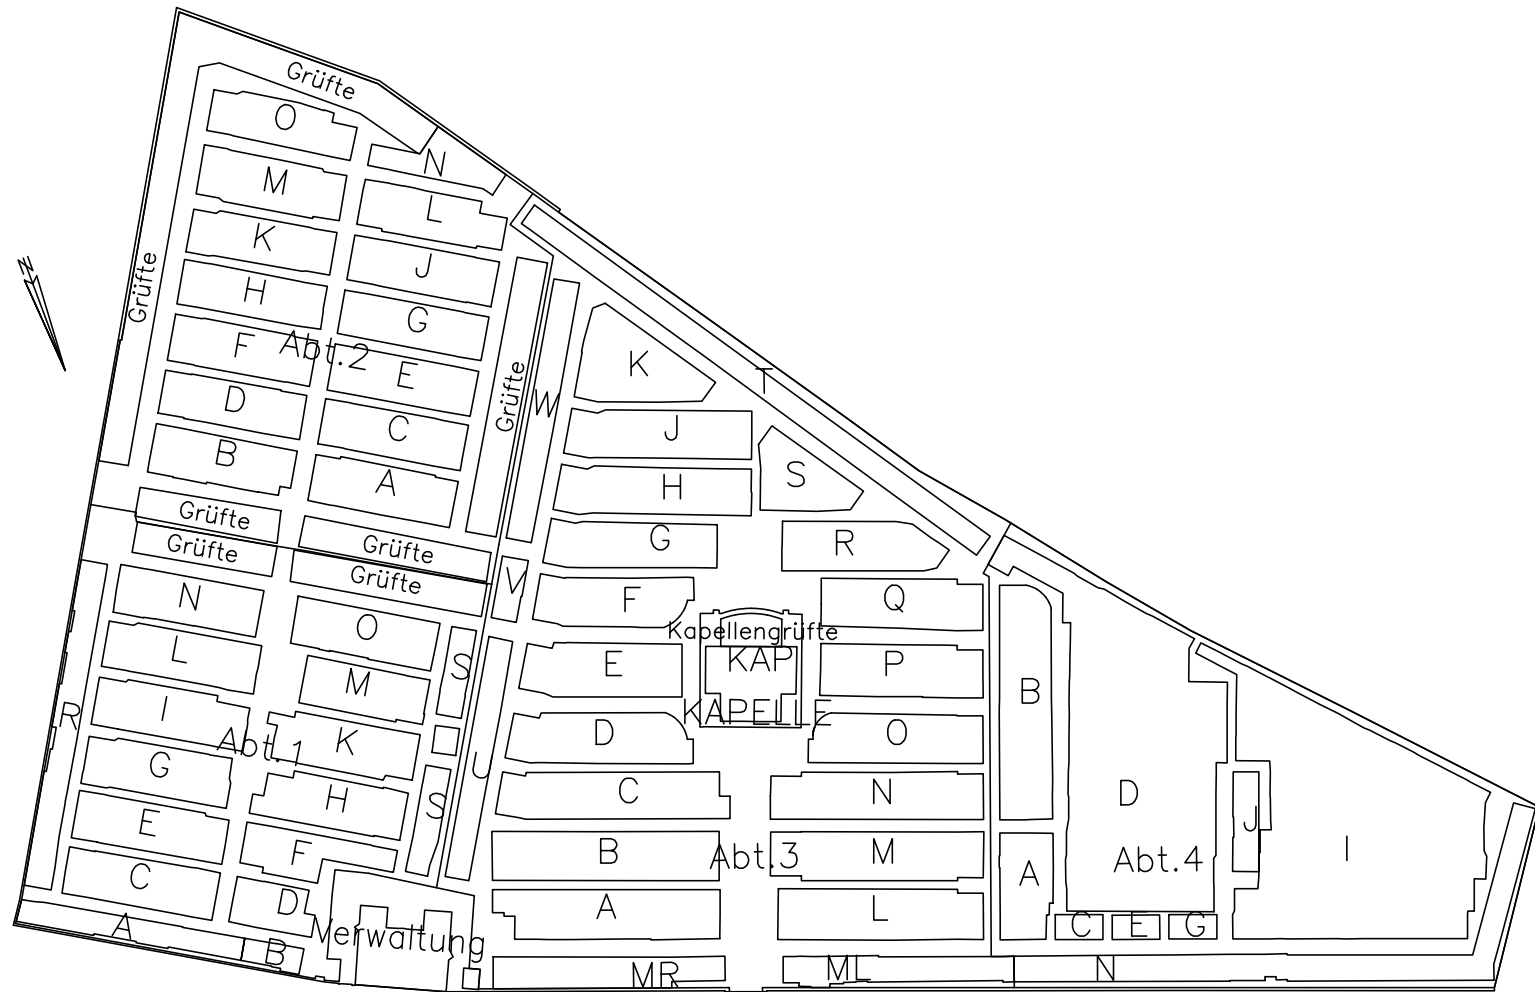 Grüfte
O
N
M
L
K
J
N
H
Grüfte
G
F
Abt.2
E
Grüfte
D
C
B
A
Grüfte
Grüfte
Grüfte
Grüfte
W
K
T
J
S
H
G
R
V
F
Q
Kapellengrüfte
KAP
KAPELLE
E
P
D
O
C
N
B
Abt.3
M
A
L
MR
ML
N
O
L
S
M
R
I
Abt.1
K
U
G
H
S
E
F
C
D
A
B
Verwaltung
N
B
D
J
I
A
Abt.4
C
E
G
N